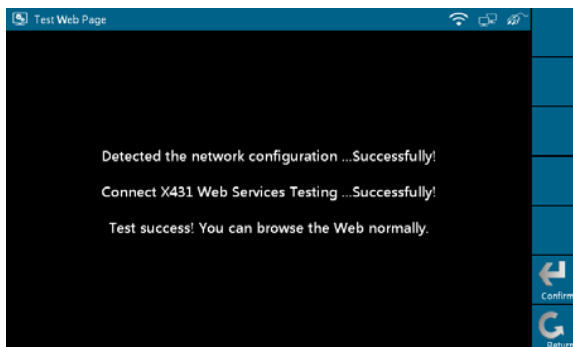 Test Web Page
Detected the network configuration ...Successfully!
Connect X431 Web Services Testing ...Successfully!
Test success! You can browse the Web normally.
Confirm
Return